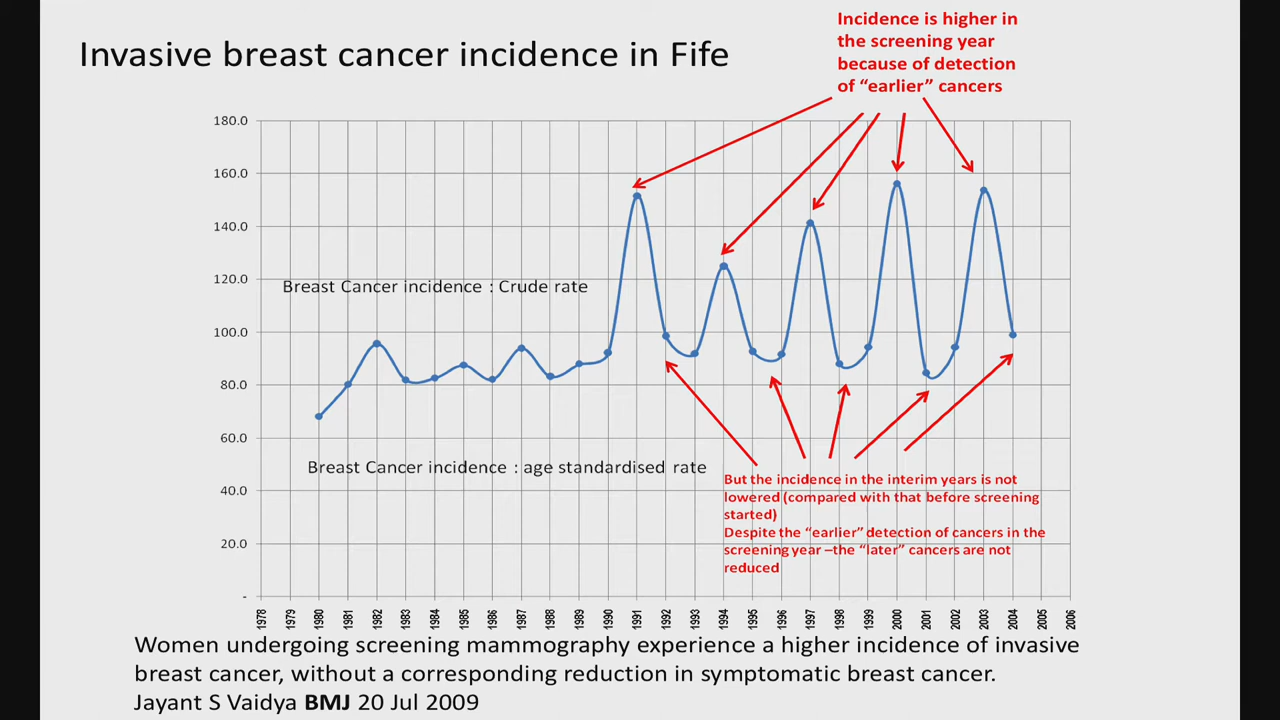 Invasive breast cancer incidence in Fife
Incidence is higher in
the screening year
because of detection
of “earlier” cancers
180.0
160.0
140.0
120.0
100.0
80.0
60.0
40.0
20.0
-
Breast Cancer incidence : Crude rate
Breast Cancer incidence : age standardised rate
But the incidence in the interim years is not
lowered (compared with that before screening
started)
Despite the “earlier” detection of cancers in the
screening year –the “later” cancers are not
reduced
1978
1979
1980
1981
1982
1983
1984
1985
1986
1987
1988
1989
1990
1991
1992
1993
1994
1995
1996
1997
1998
1999
2000
2001
2002
2003
2004
2005
2006
Women undergoing screening mammography experience a higher incidence of invasive
breast cancer, without a corresponding reduction in symptomatic breast cancer.
Jayant S Vaidya BMJ 20 Jul 2009